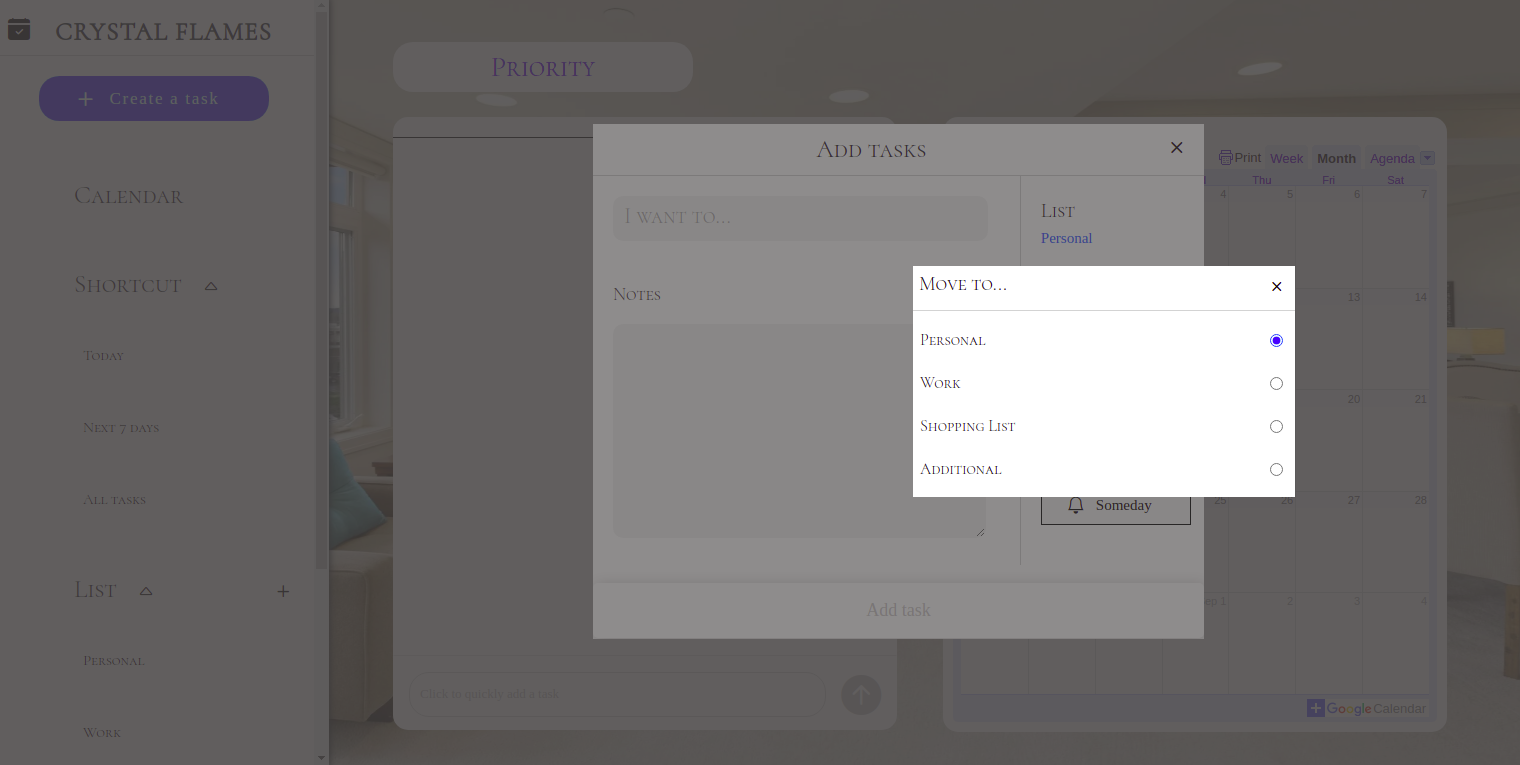 CRYSTAL FLAMES
Create a task
Calendar
Shortcut
Today
Next 7 days
All tasks
List
Personal
Work
Priority
Click to quickly add a task
Add tasks
I want to...
Notes
List
Personal
Someday
Add task
Move to...
Personal
Work
Shopping List
Additional
Print Week Month Agenda
Thu Fri Sat
4 5 6 7
13 14
20 21
25 26 27 28
Sep 1 2 3 4
Google Calendar